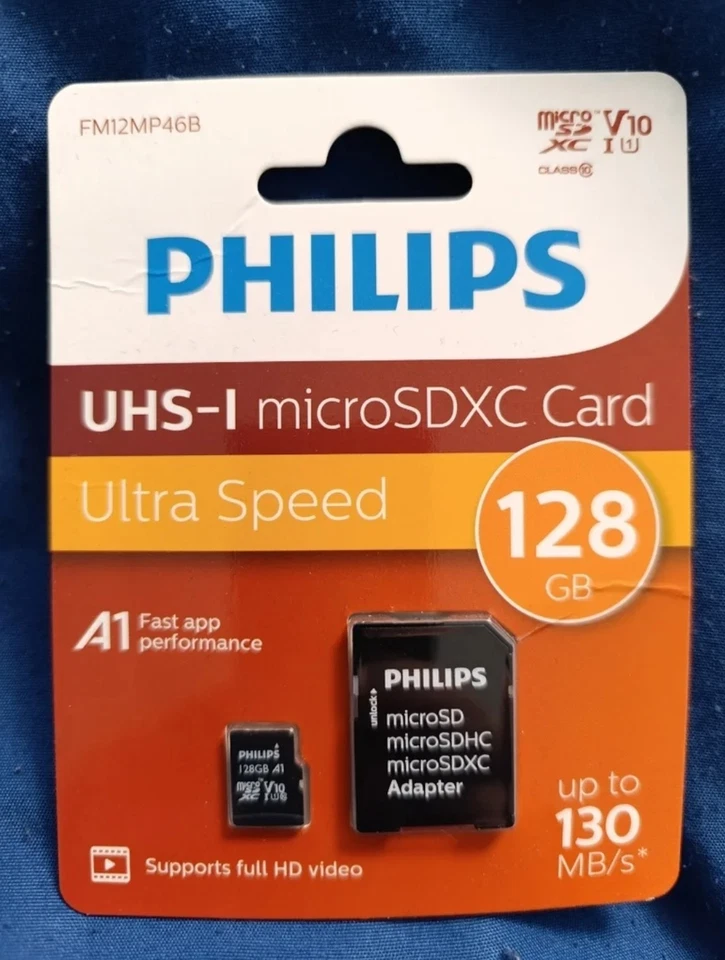 FM12MP46B
micro SD XC™ V10 I U1
CLASS 10
PHILIPS
UHS-I microSDXC Card
Ultra Speed
128
GB
A1 Fast app
performance
PHILIPS
unlock
microSD
microSDHC
microSDXC
Adapter
PHILIPS
128GB A1
micro SD XC™ V10 I U1
up to
130
MB/s*
Supports full HD video